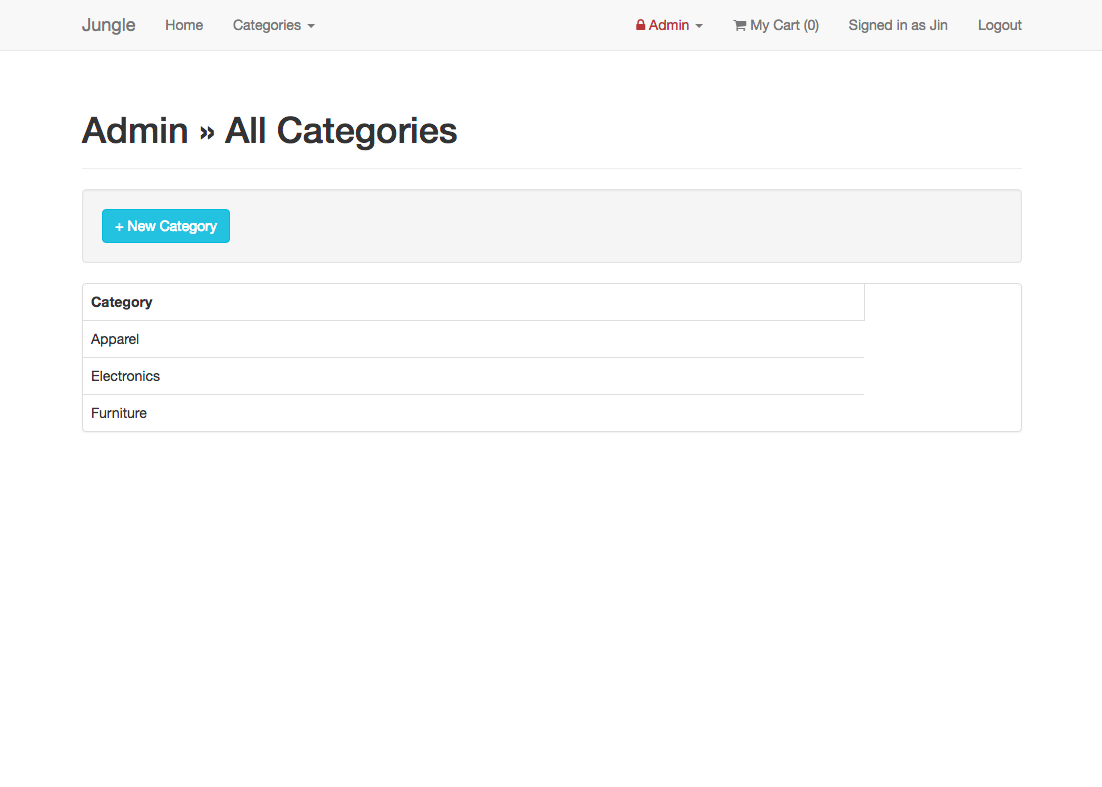 Jungle Home Categories Admin My Cart (0) Signed in as Jin Logout
Admin » All Categories
+ New Category
Category
Apparel
Electronics
Furniture